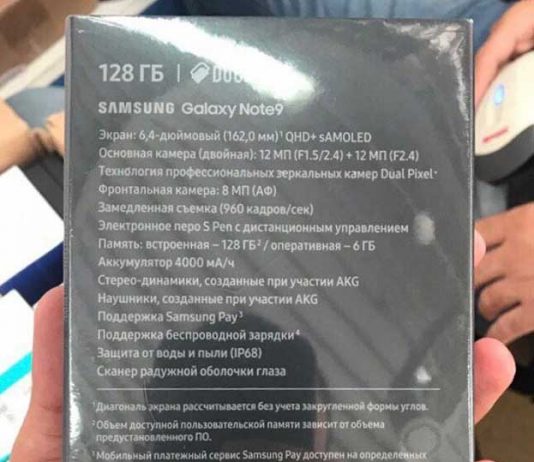 128 ГБ | DUO
SAMSUNG Galaxy Note9
Экран: 6,4-дюймовый (162,0 мм)¹ QHD+ sAMOLED
Основная камера (двойная): 12 МП (F1.5/2.4) + 12 МП (F2.4)
Технология профессиональных зеркальных камер Dual Pixel*
Фронтальная камера: 8 МП (АФ)
Замедленная съемка (960 кадров/сек)
Электронное перо S Pen с дистанционным управлением
Память: встроенная – 128 ГБ² / оперативная – 6 ГБ
Аккумулятор 4000 мА/ч
Стерео-динамики, созданные при участии AKG
Наушники, созданные при участии AKG
Поддержка Samsung Pay³
Поддержка беспроводной зарядки⁴
Защита от воды и пыли (IP68)
Сканер радужной оболочки глаза
¹Диагональ экрана рассчитывается без учета закругленной формы углов.
²Объем доступной пользовательской памяти зависит от объема
предустановленного ПО.
³Мобильный платежный сервис Samsung Pay доступен на определенных